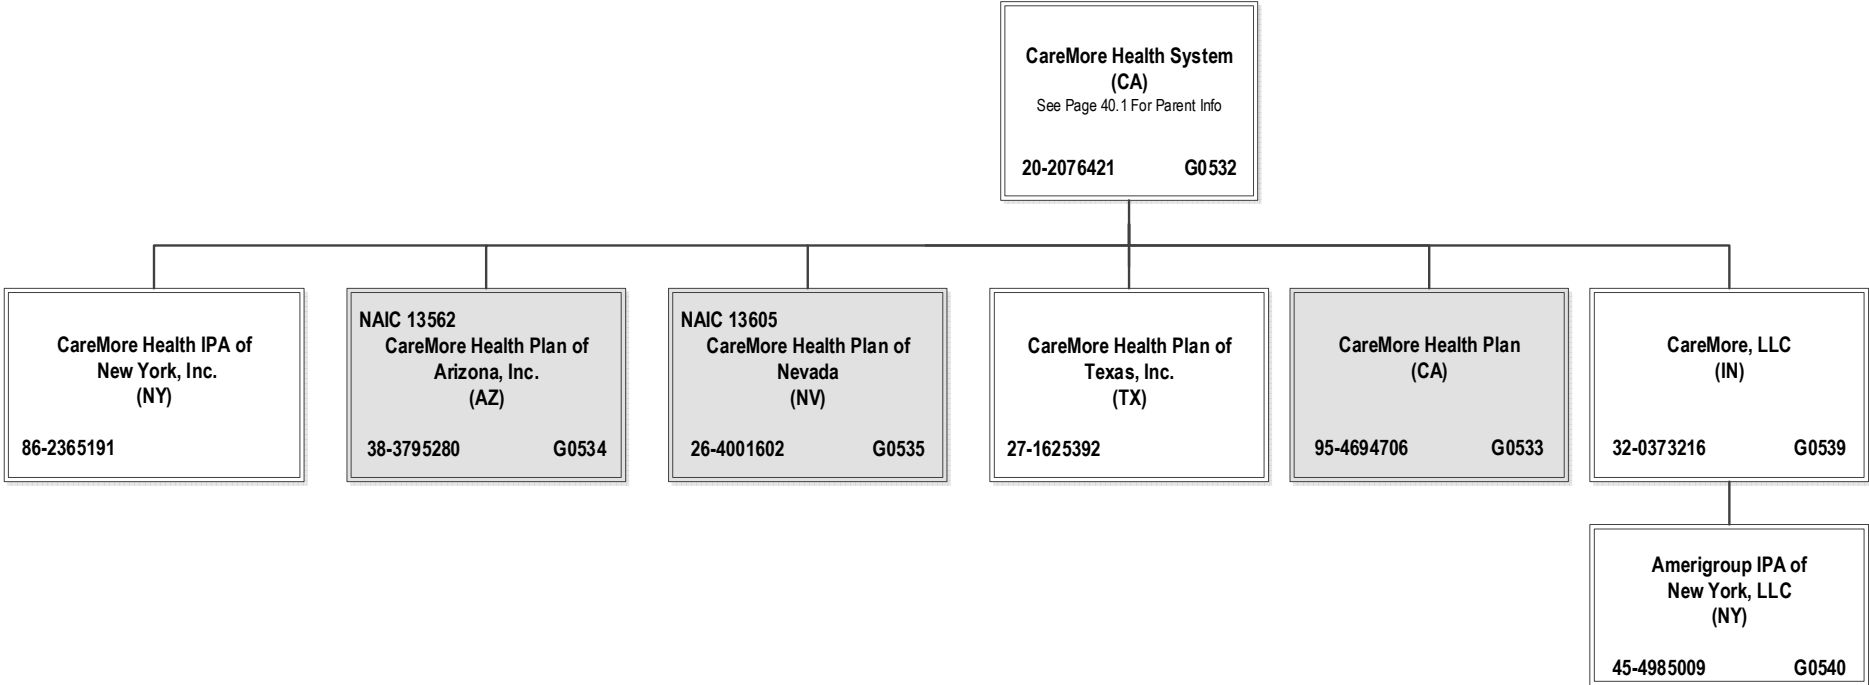 CareMore Health System
(CA)
See Page 40.1 For Parent Info
20-2076421 G0532
CareMore Health IPA of
New York, Inc.
(NY)
86-2365191
NAIC 13562
CareMore Health Plan of
Arizona, Inc.
(AZ)
38-3795280 G0534
NAIC 13605
CareMore Health Plan of
Nevada
(NV)
26-4001602 G0535
CareMore Health Plan of
Texas, Inc.
(TX)
27-1625392
CareMore Health Plan
(CA)
95-4694706 G0533
CareMore, LLC
(IN)
32-0373216 G0539
Amerigroup IPA of
New York, LLC
(NY)
45-4985009 G0540